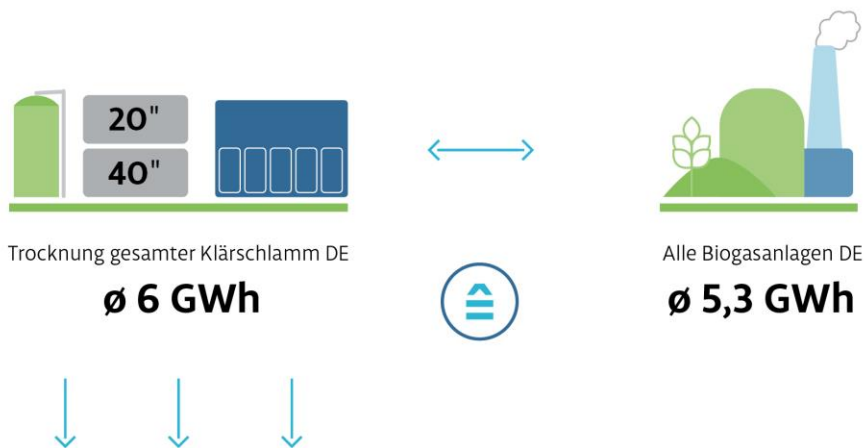 20"
40"
Trocknung gesamter Klärschlamm DE
ø 6 GWh
≙
Alle Biogasanlagen DE
ø 5,3 GWh